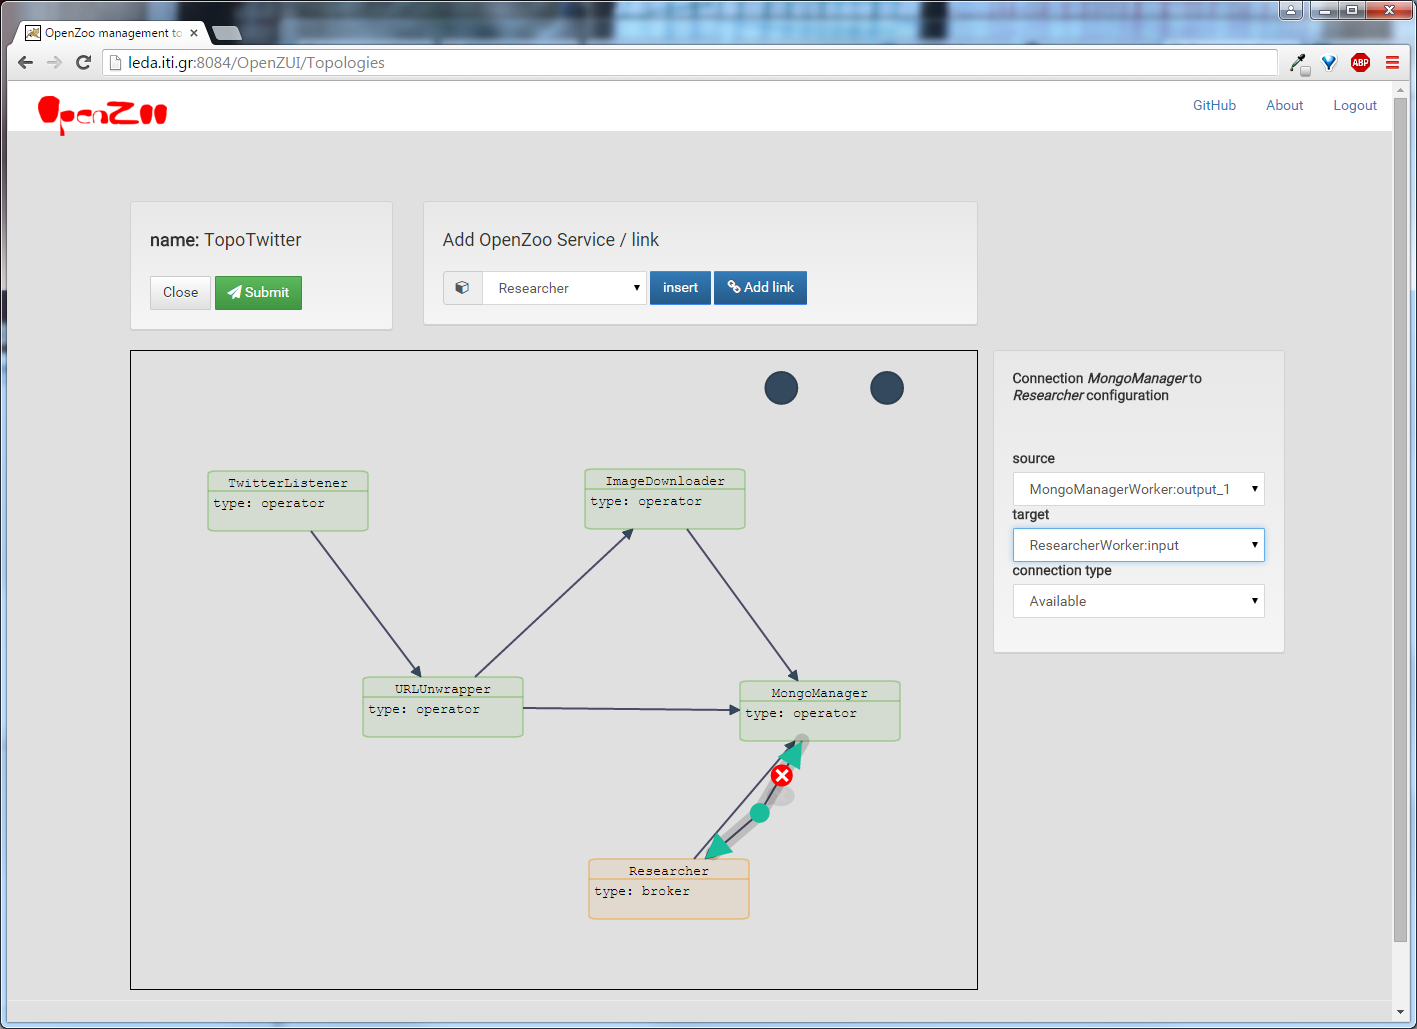 OpenZoo management to
leda.iti.gr:8084/OpenZUI/Topologies
ABP
OpenZoo
GitHub
About
Logout
name: TopoTwitter
Close
Submit
Add OpenZoo Service / link
Researcher
insert
Add link
Connection MongoManager to
Researcher configuration
source
MongoManagerWorker:output_1
target
ResearcherWorker:input
connection type
Available
TwitterListener
type: operator
ImageDownloader
type: operator
URLUnwrapper
type: operator
MongoManager
type: operator
Researcher
type: broker